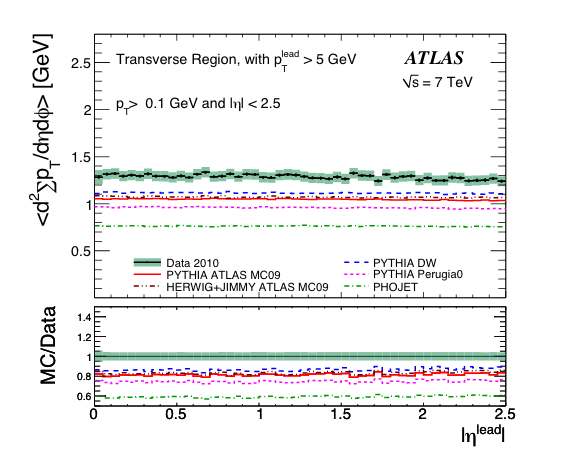 <d²∑p_T/dηdϕ> [GeV]
2.5
2
1.5
1
0.5
Transverse Region, with p_T^lead > 5 GeV
ATLAS
√s = 7 TeV
p_T> 0.1 GeV and |η| < 2.5
Data 2010
PYTHIA ATLAS MC09
HERWIG+JIMMY ATLAS MC09
PYTHIA DW
PYTHIA Perugia0
PHOJET
MC/Data
1.4
1.2
1
0.8
0.6
0 0.5 1 1.5 2 2.5
|η^lead|